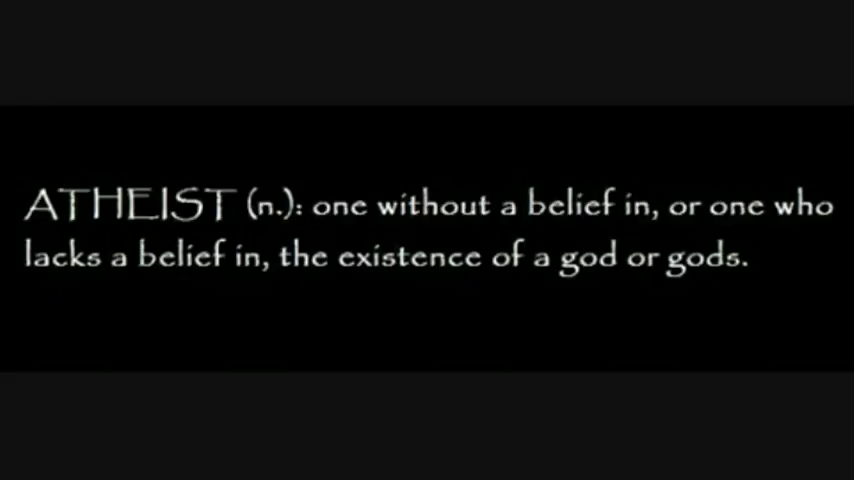 ATHEIST (n.): one without a belief in, or one who
lacks a belief in, the existence of a god or gods.